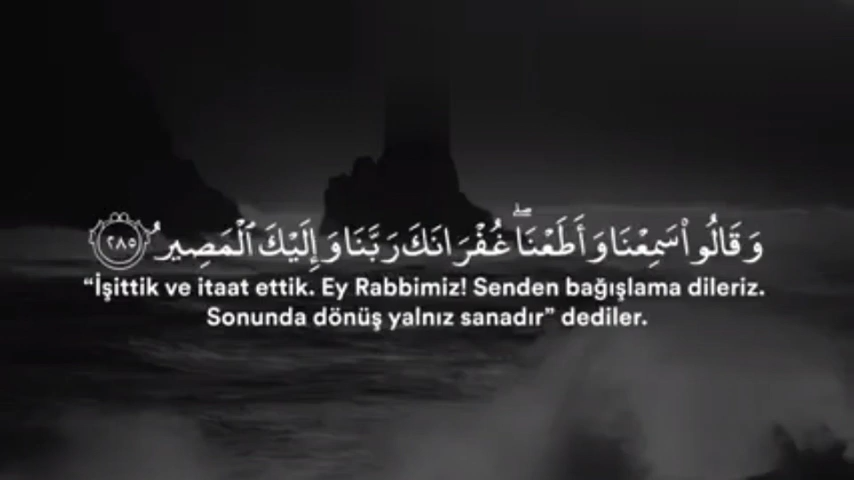 وَقَالُوا۟ سَمِعْنَا وَأَطَعْنَا ۖ غُفْرَانَكَ رَبَّنَا وَإِلَيْكَ ٱلْمَصِيرُ ٢٨٥
“İşittik ve itaat ettik. Ey Rabbimiz! Senden bağışlama dileriz.
Sonunda dönüş yalnız sanadır” dediler.